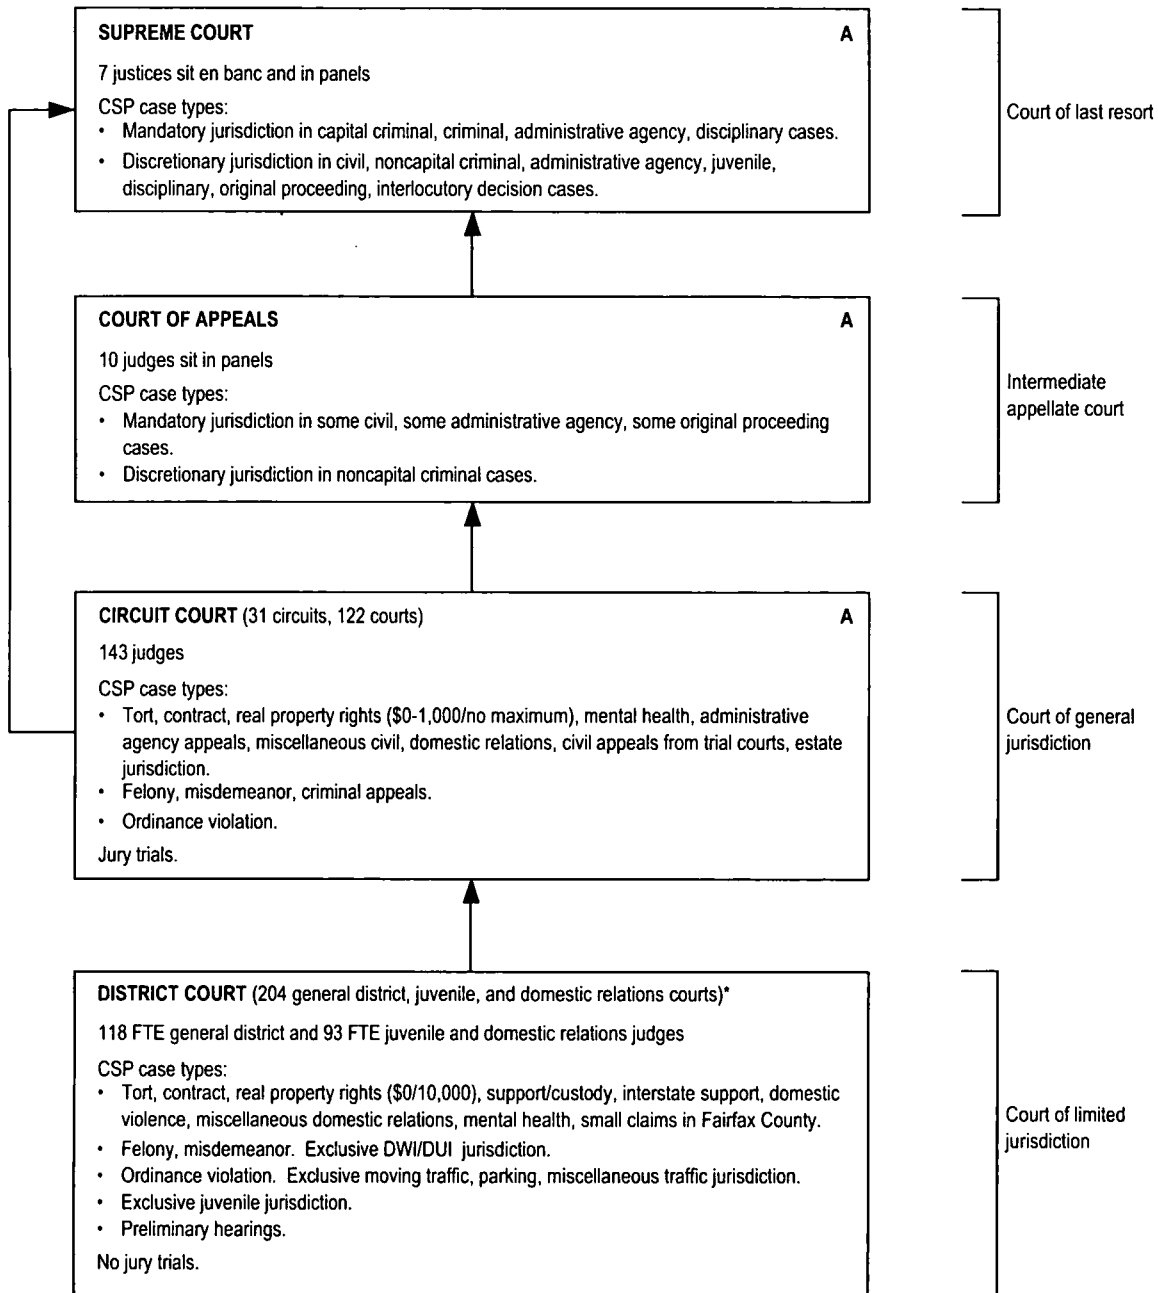 SUPREME COURT A
7 justices sit en banc and in panels
CSP case types:
• Mandatory jurisdiction in capital criminal, criminal, administrative agency, disciplinary cases.
• Discretionary jurisdiction in civil, noncapital criminal, administrative agency, juvenile,
disciplinary, original proceeding, interlocutory decision cases.
Court of last resort
COURT OF APPEALS A
10 judges sit in panels
CSP case types:
• Mandatory jurisdiction in some civil, some administrative agency, some original proceeding
cases.
• Discretionary jurisdiction in noncapital criminal cases.
Intermediate
appellate court
CIRCUIT COURT (31 circuits, 122 courts) A
143 judges
CSP case types:
• Tort, contract, real property rights ($0-1,000/no maximum), mental health, administrative
agency appeals, miscellaneous civil, domestic relations, civil appeals from trial courts, estate
jurisdiction.
• Felony, misdemeanor, criminal appeals.
• Ordinance violation.
Jury trials.
Court of general
jurisdiction
DISTRICT COURT (204 general district, juvenile, and domestic relations courts)*
118 FTE general district and 93 FTE juvenile and domestic relations judges
CSP case types:
• Tort, contract, real property rights ($0/10,000), support/custody, interstate support, domestic
violence, miscellaneous domestic relations, mental health, small claims in Fairfax County.
• Felony, misdemeanor. Exclusive DWI/DUI jurisdiction.
• Ordinance violation. Exclusive moving traffic, parking, miscellaneous traffic jurisdiction.
• Exclusive juvenile jurisdiction.
• Preliminary hearings.
No jury trials.
Court of limited
jurisdiction